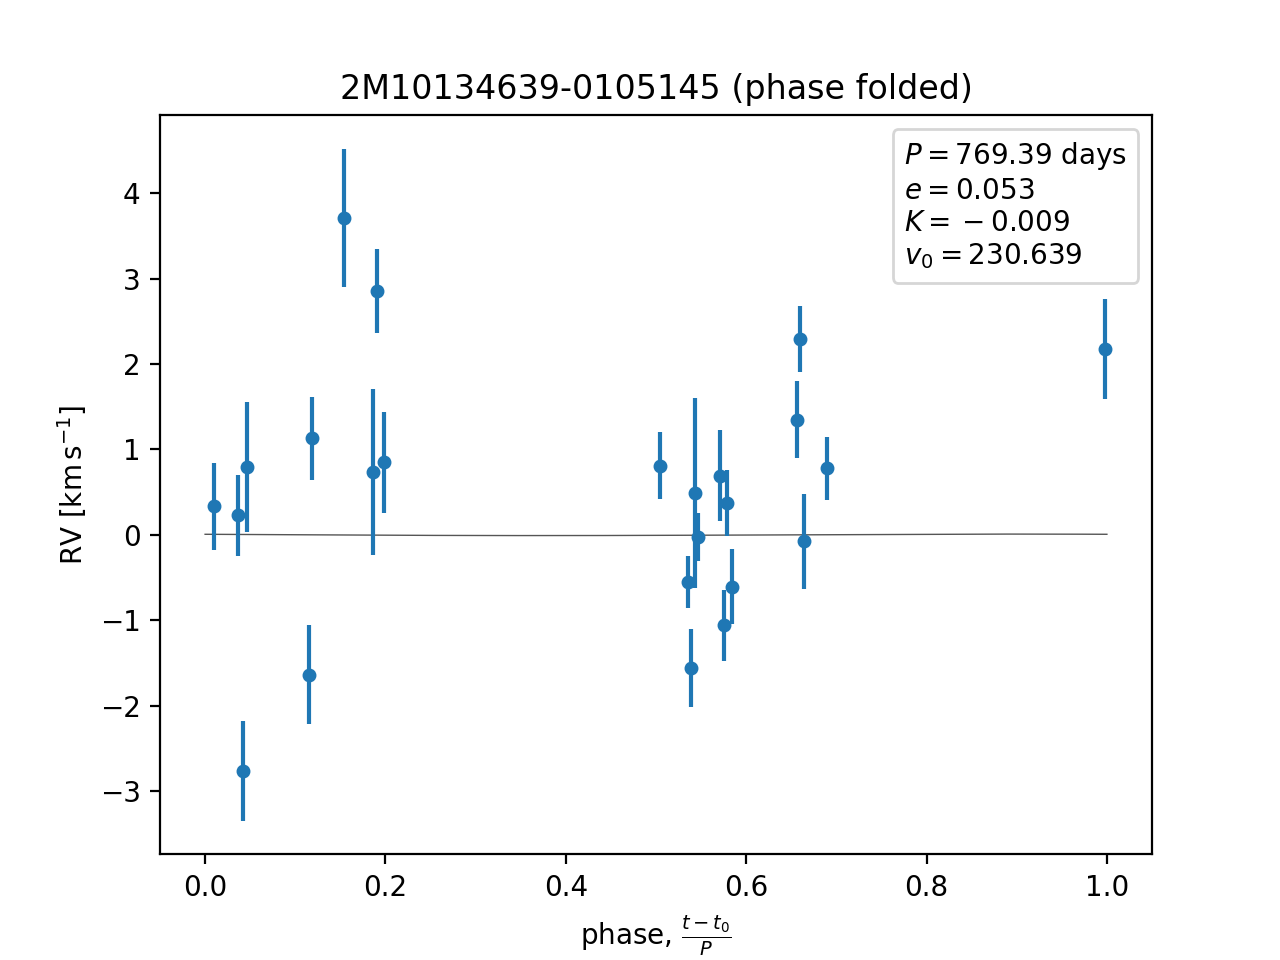 2M10134639-0105145 (phase folded)
P = 769.39 days
e = 0.053
K = −0.009
v₀ = 230.639
RV [km s⁻¹]
4
3
2
1
0
−1
−2
−3
0.0 0.2 0.4 0.6 0.8 1.0
phase, (t − t₀)/P